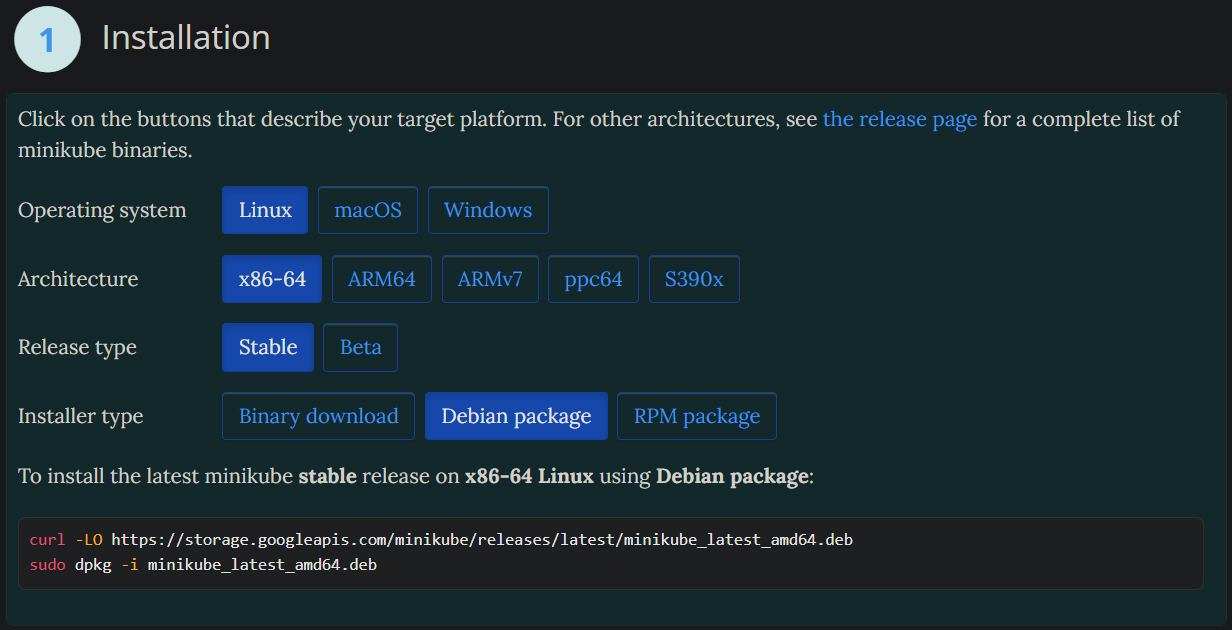 1 Installation
Click on the buttons that describe your target platform. For other architectures, see the release page for a complete list of
minikube binaries.
Operating system Linux macOS Windows
Architecture x86-64 ARM64 ARMv7 ppc64 S390x
Release type Stable Beta
Installer type Binary download Debian package RPM package
To install the latest minikube stable release on x86-64 Linux using Debian package:
curl -LO https://storage.googleapis.com/minikube/releases/latest/minikube_latest_amd64.deb
sudo dpkg -i minikube_latest_amd64.deb